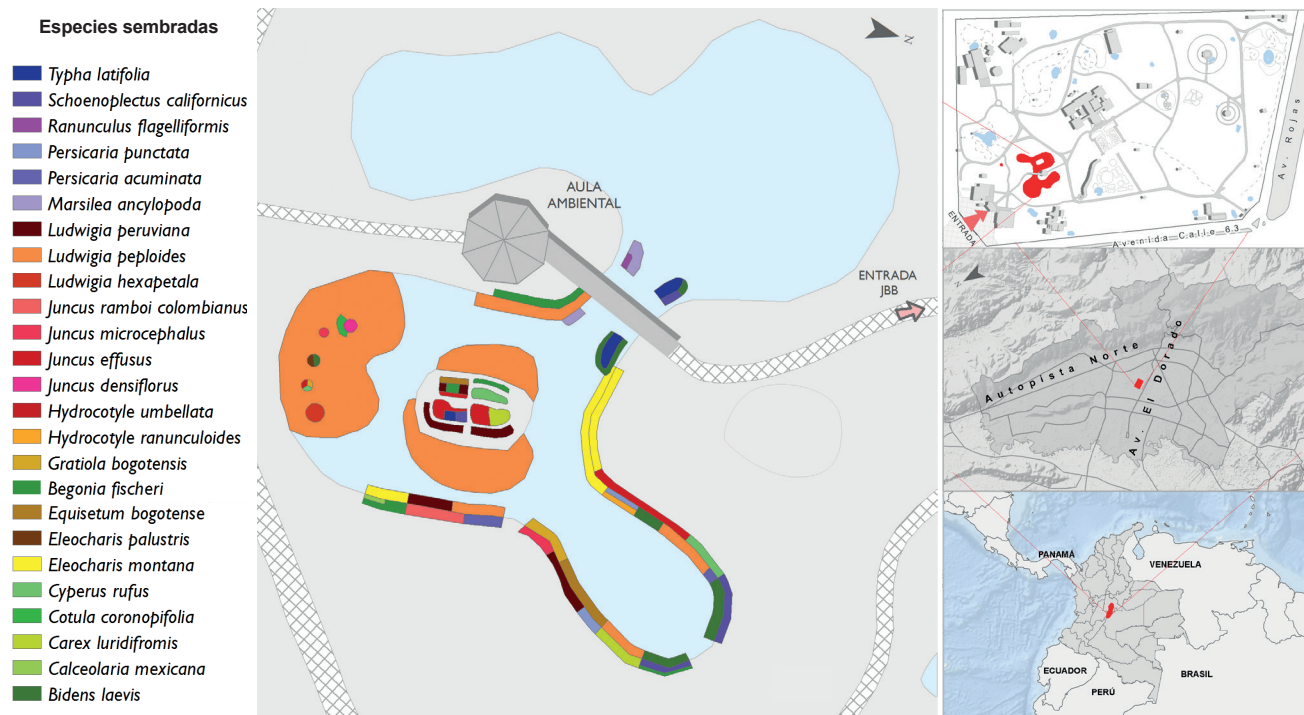 Especies sembradas
Typha latifolia
Schoenoplectus californicus
Ranunculus flagelliformis
Persicaria punctata
Persicaria acuminata
Marsilea ancylopoda
Ludwigia peruviana
Ludwigia peploides
Ludwigia hexapetala
Juncus ramboi colombianus
Juncus microcephalus
Juncus effusus
Juncus densiflorus
Hydrocotyle umbellata
Hydrocotyle ranunculoides
Gratiola bogotensis
Begonia fischeri
Equisetum bogotense
Eleocharis palustris
Eleocharis montana
Cyperus rufus
Cotula coronopifolia
Carex luridifromis
Calceolaria mexicana
Bidens laevis
N
AULA
AMBIENTAL
ENTRADA
JBB
ENTRADA
Av. Rojas
Avenida Calle 63
N
Autopista Norte
Av. El Dorado
PANAMÁ
VENEZUELA
ECUADOR
PERÚ
BRASIL